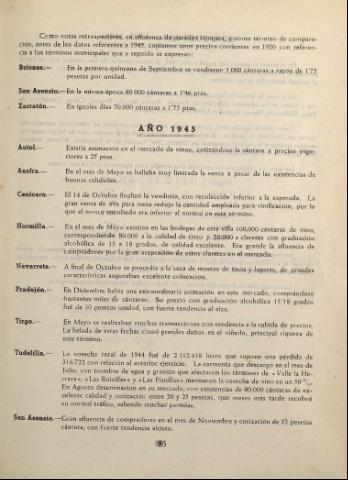 Como notas retrospectivas, en añoranza de pasados tiempos, y como término de compara-
ción, antes de los datos referentes a 1945, copiamos unos precios corrientes en 1920 con referen-
cia a los términos municipales que a seguido se expresan:
Briones.— En la primera quincena de Septiembre se vendieron 5.000 cántaras a razón de 1'75
pesetas por unidad.
San Asensio.—En la misma época 80.000 cántaras a 1'46 ptas.
Zarratón.— En iguales días 70.000 cántaras a 1'75 ptas.
AÑO 1945
Autol.— Existía animación en el mercado de vinos, cotizándose la cántara a precios supe-
riores a 25 ptas.
Azofra.— En el mes de Mayo se hallaba muy limitada la venta a pesar de las existencias de
buenas calidades.
Cenicero.— El 14 de Octubre finalizó la vendimia, con recolección inferior a la esperada. La
gran venta de uva para mesa redujo la cantidad empleada para vinificación, por lo
que el mosto encubado era inferior al normal en este término.
Hormilla.— En el mes de Mayo existían en las bodegas de esta villa 100.000 cántaras de vino,
correspondiendo 80.000 a la calidad de tinto y 20.000 a claretes con graduación
alcohólica de 15 a 18 grados, de calidad excelente. Era grande la afluencia de
compradores por la gran aceptación de estos claretes en el mercado.
Navarrete.— A final de Octubre se procedía a la saca de mostos de tinos y lagares, de grandes
características auguraban excelente colocación.
Pradejón.— En Diciembre había una extraordinaria animación en este mercado, comprándose
bastantes miles de cántaras. Su precio con graduación alcohólica 17/18 grados
fué de 30 pesetas unidad, con fuerte tendencia al alza.
Tirgo.— En Mayo se realizaban muchas transacciones con tendencia a la subida de precios.
La helada de estas fechas causó grandes daños en el viñedo, principal riqueza de
este término.
Tudelilla.— La cosecha total de 1944 fué de 2.112.418 litros que supone una pérdida de
316.722 con relación al anterior ejercicio. La tormenta que descargó en el mes de
Julio, con trombos de agua y granizo que afectaron los términos de «Valle la He-
rrera», «Las Rotuillas» y «Las Planillas» mermaron la cosecha de vino en un 50 %.
En Agosto desanimación en su mercado, con existencias de 40.000 cántaras de ex-
celente calidad y cotización: entre 20 y 25 pesetas, que meses más tarde recobró
su normal tráfico, saliendo muchas partidas.
San Asensio.—Gran afluencia de compradores en el mes de Noviembre y cotización de 32 pesetas
cántara, con fuerte tendencia alcista.
85